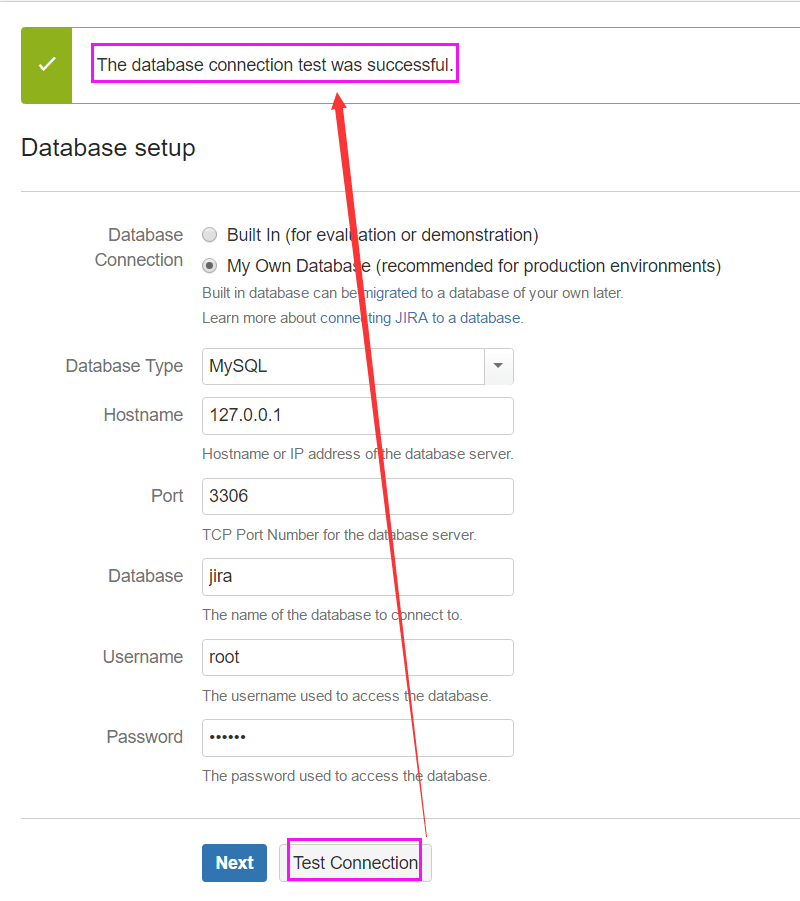 The database connection test was successful.
Database setup
Database Connection
Built In (for evaluation or demonstration)
My Own Database (recommended for production environments)
Built in database can be migrated to a database of your own later.
Learn more about connecting JIRA to a database.
Database Type
MySQL
Hostname
127.0.0.1
Hostname or IP address of the database server.
Port
3306
TCP Port Number for the database server.
Database
jira
The name of the database to connect to.
Username
root
The username used to access the database.
Password
••••••
The password used to access the database.
Next
Test Connection